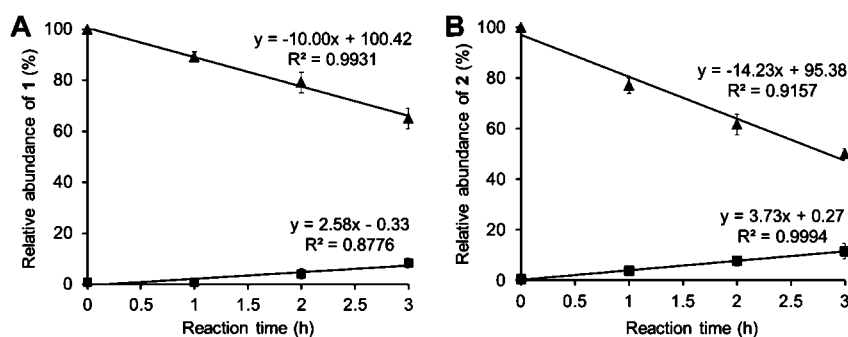 A
Relative abundance of 1 (%)
100
80
60
40
20
0
y = -10.00x + 100.42
R² = 0.9931
y = 2.58x - 0.33
R² = 0.8776
0 0.5 1 1.5 2 2.5 3
Reaction time (h)
B
Relative abundance of 2 (%)
100
80
60
40
20
0
y = -14.23x + 95.38
R² = 0.9157
y = 3.73x + 0.27
R² = 0.9994
0 0.5 1 1.5 2 2.5 3
Reaction time (h)